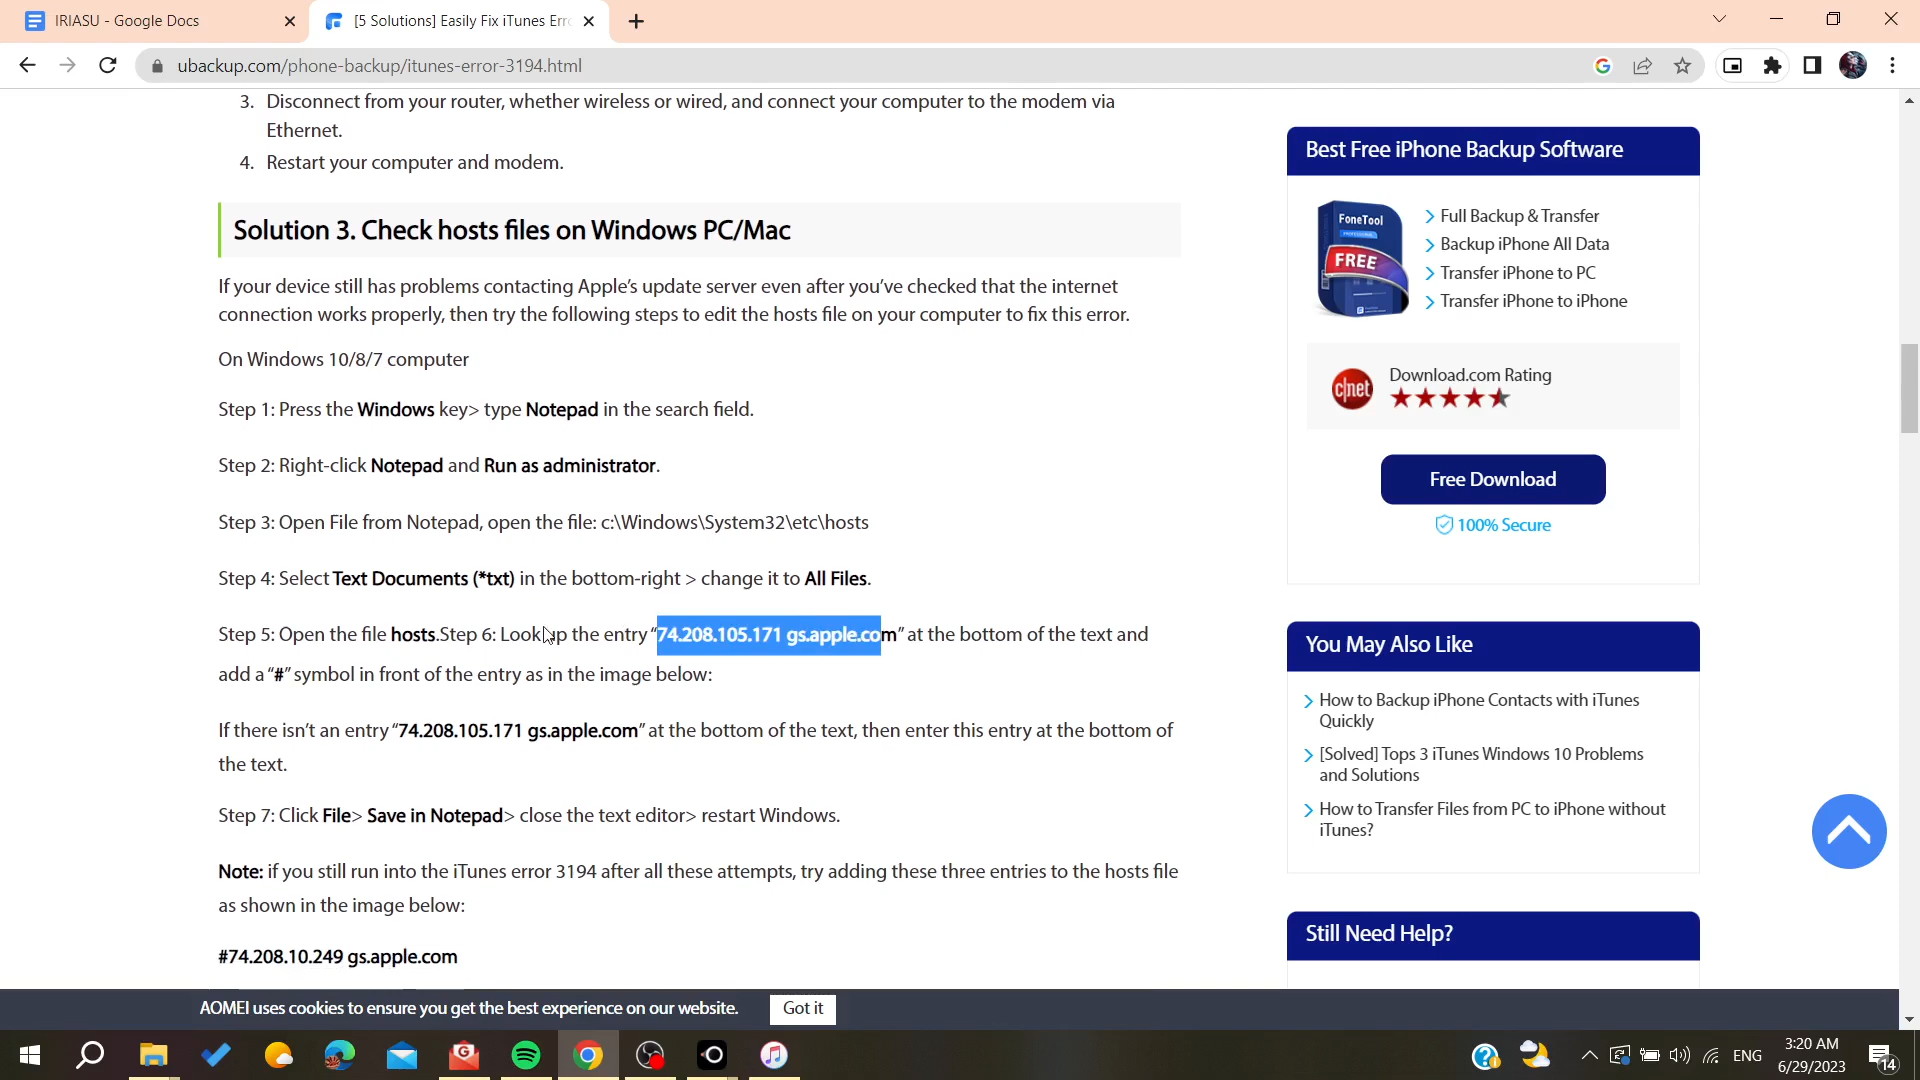 IRIASU - Google Docs
[5 Solutions] Easily Fix iTunes Erro
ubackup.com/phone-backup/itunes-error-3194.html
3. Disconnect from your router, whether wireless or wired, and connect your computer to the modem via
Ethernet.
4. Restart your computer and modem.
Solution 3. Check hosts files on Windows PC/Mac
If your device still has problems contacting Apple’s update server even after you’ve checked that the internet
connection works properly, then try the following steps to edit the hosts file on your computer to fix this error.
On Windows 10/8/7 computer
Step 1: Press the Windows key> type Notepad in the search field.
Step 2: Right-click Notepad and Run as administrator.
Step 3: Open File from Notepad, open the file: c:\Windows\System32\etc\hosts
Step 4: Select Text Documents (*txt) in the bottom-right > change it to All Files.
Step 5: Open the file hosts.Step 6: Look up the entry “74.208.105.171 gs.apple.com” at the bottom of the text and
add a “#” symbol in front of the entry as in the image below:
If there isn’t an entry “74.208.105.171 gs.apple.com” at the bottom of the text, then enter this entry at the bottom of
the text.
Step 7: Click File> Save in Notepad> close the text editor> restart Windows.
Note: if you still run into the iTunes error 3194 after all these attempts, try adding these three entries to the hosts file
as shown in the image below:
#74.208.10.249 gs.apple.com
Best Free iPhone Backup Software
FoneTool
FREE
Full Backup & Transfer
Backup iPhone All Data
Transfer iPhone to PC
Transfer iPhone to iPhone
c|net
Download.com Rating
Free Download
100% Secure
You May Also Like
How to Backup iPhone Contacts with iTunes
Quickly
[Solved] Tops 3 iTunes Windows 10 Problems
and Solutions
How to Transfer Files from PC to iPhone without
iTunes?
Still Need Help?
AOMEI uses cookies to ensure you get the best experience on our website.
Got it
ENG
3:20 AM
6/29/2023
14